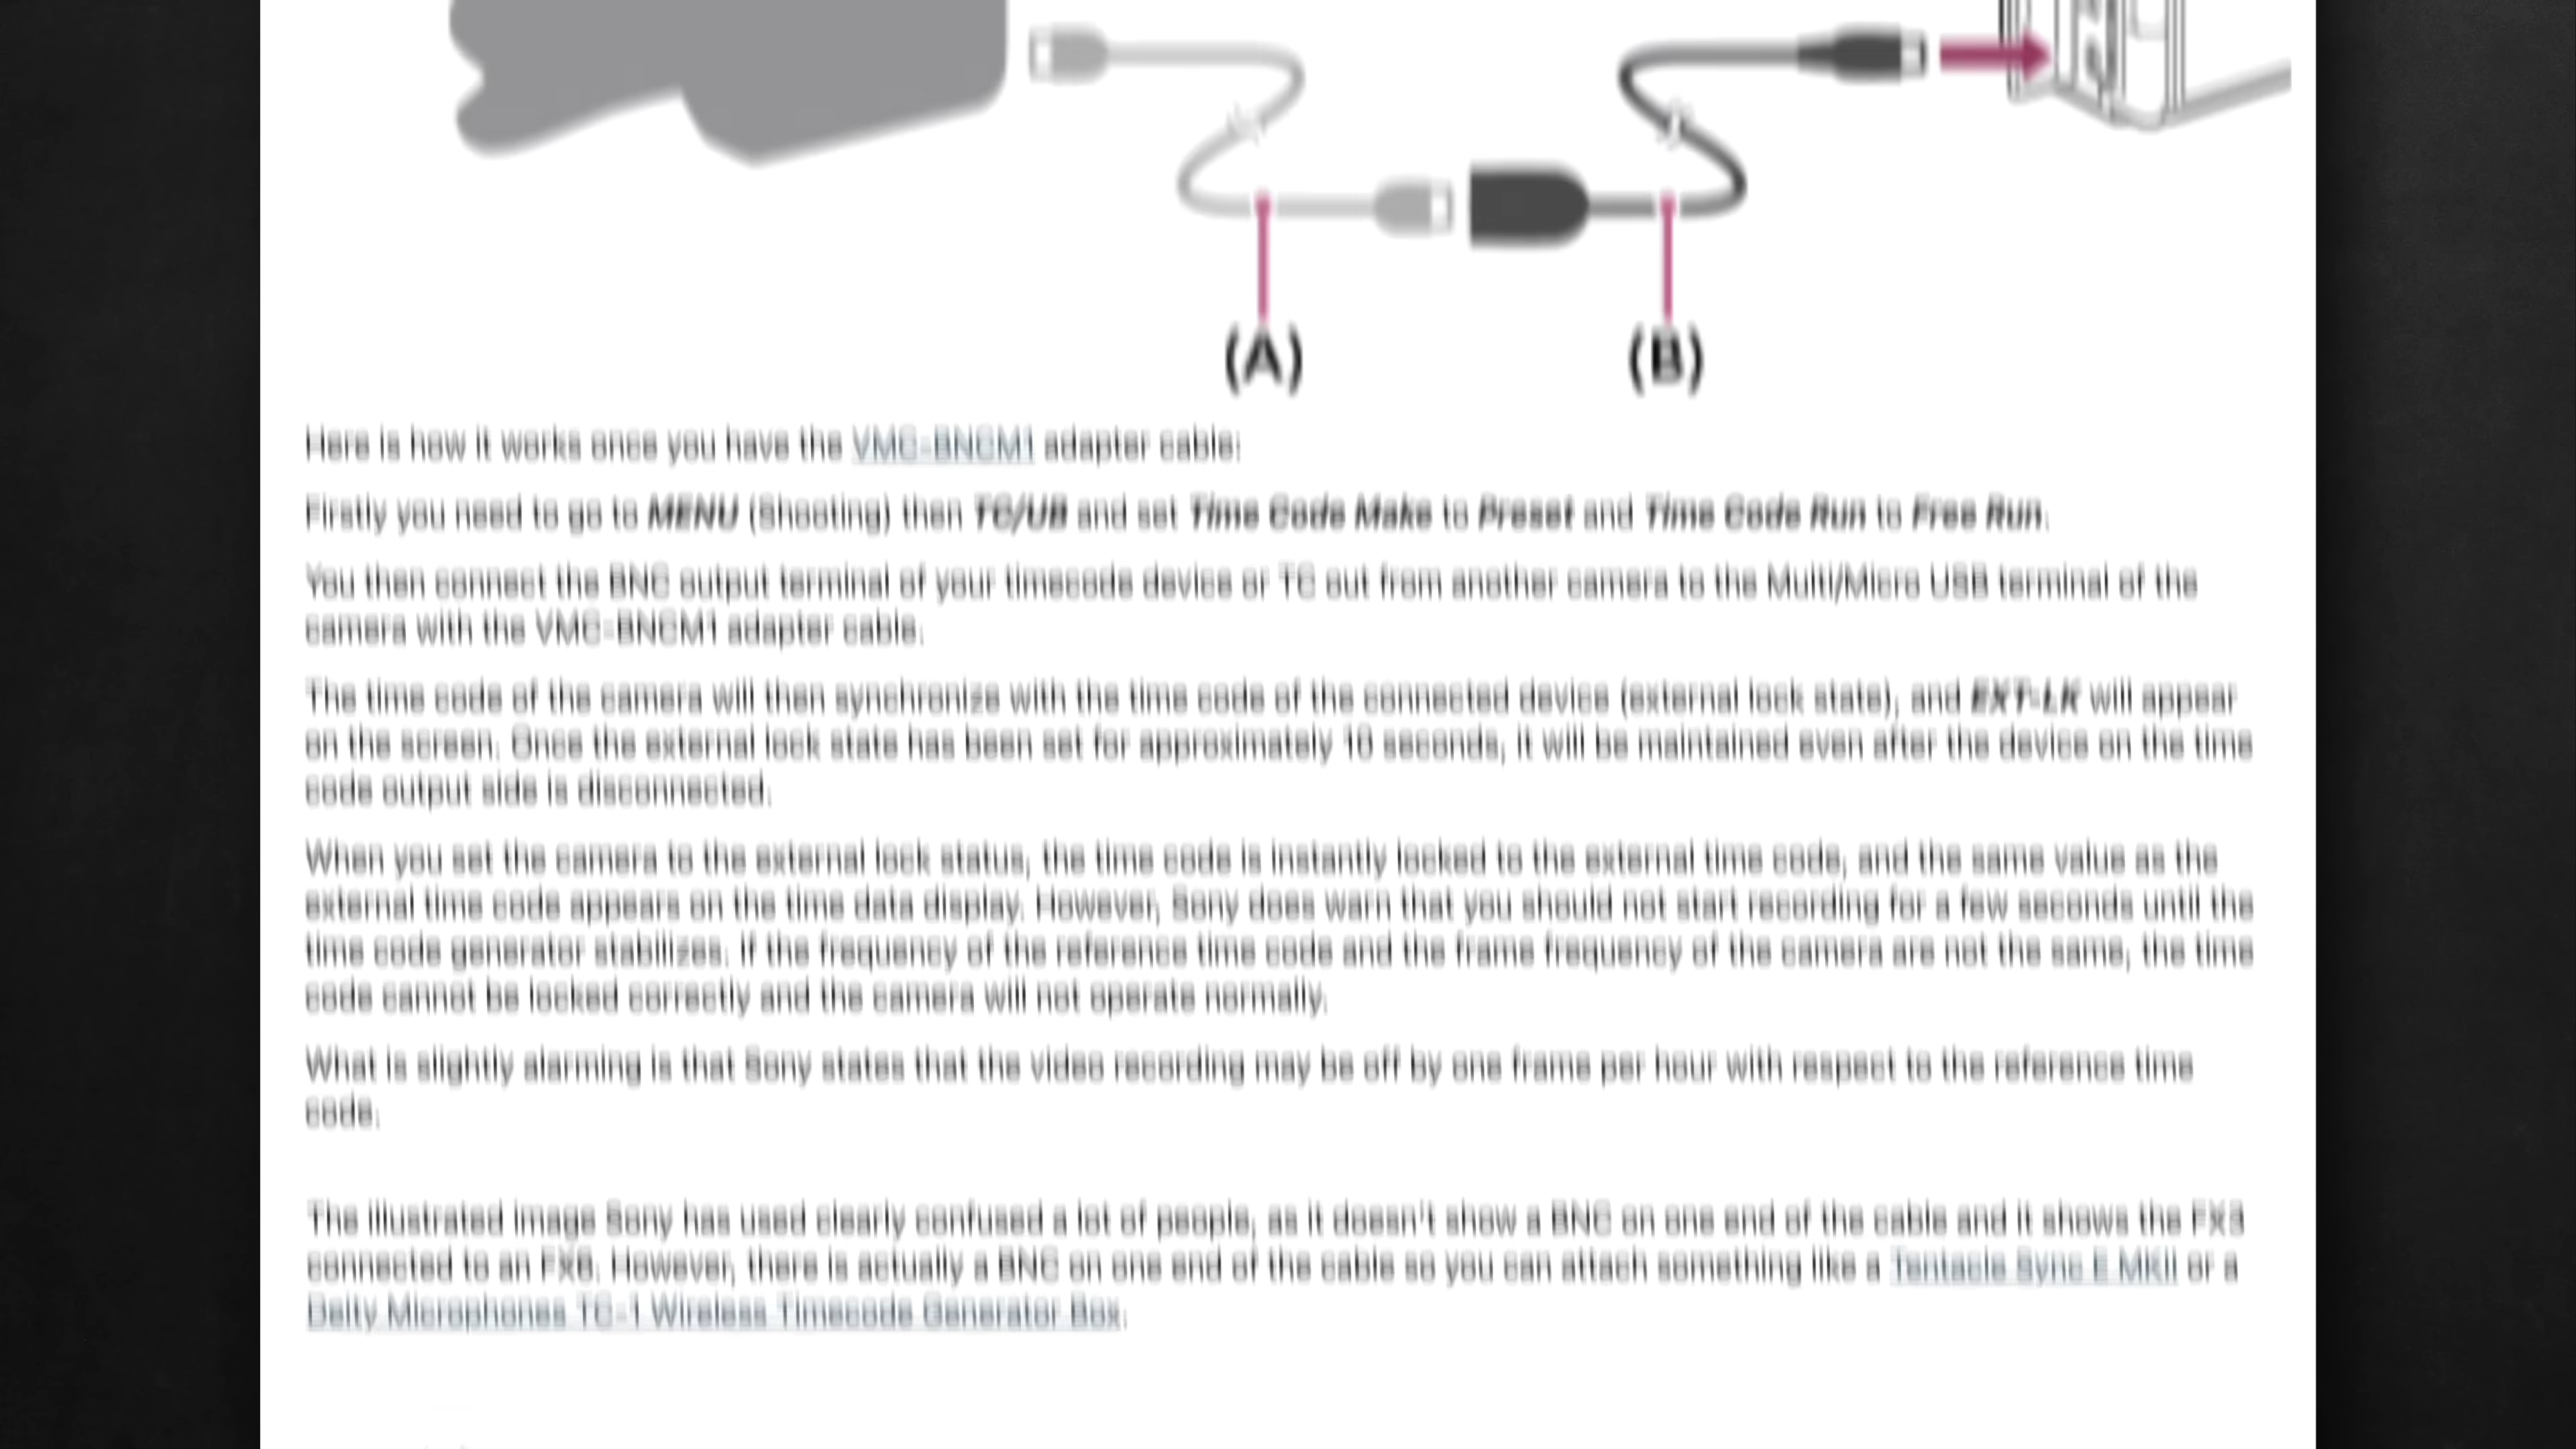 (A) (B)
Here is how it works once you have the VMC-BNCM1 adapter cable:
Firstly you need to go to MENU (Shooting) then TC/UB and set Time Code Make to Preset and Time Code Run to Free Run.
You then connect the BNC output terminal of your timecode device or TC out from another camera to the Multi/Micro USB terminal of the
camera with the VMC-BNCM1 adapter cable.
The time code of the camera will then synchronize with the time code of the connected device (external lock state), and EXT-LK will appear
on the screen. Once the external lock state has been set for approximately 10 seconds, it will be maintained even after the device on the time
code output side is disconnected.
When you set the camera to the external lock status, the time code is instantly locked to the external time code, and the same value as the
external time code appears on the time data display. However, Sony does warn that you should not start recording for a few seconds until the
time code generator stabilizes. If the frequency of the reference time code and the frame frequency of the camera are not the same, the time
code cannot be locked correctly and the camera will not operate normally.
What is slightly alarming is that Sony states that the video recording may be off by one frame per hour with respect to the reference time
code.
The illustrated image Sony has used clearly confused a lot of people, as it doesn't show a BNC on one end of the cable and it shows the FX3
connected to an FX6. However, there is actually a BNC on one end of the cable so you can attach something like a Tentacle Sync E MKII or a
Deity Microphones TC-1 Wireless Timecode Generator Box.